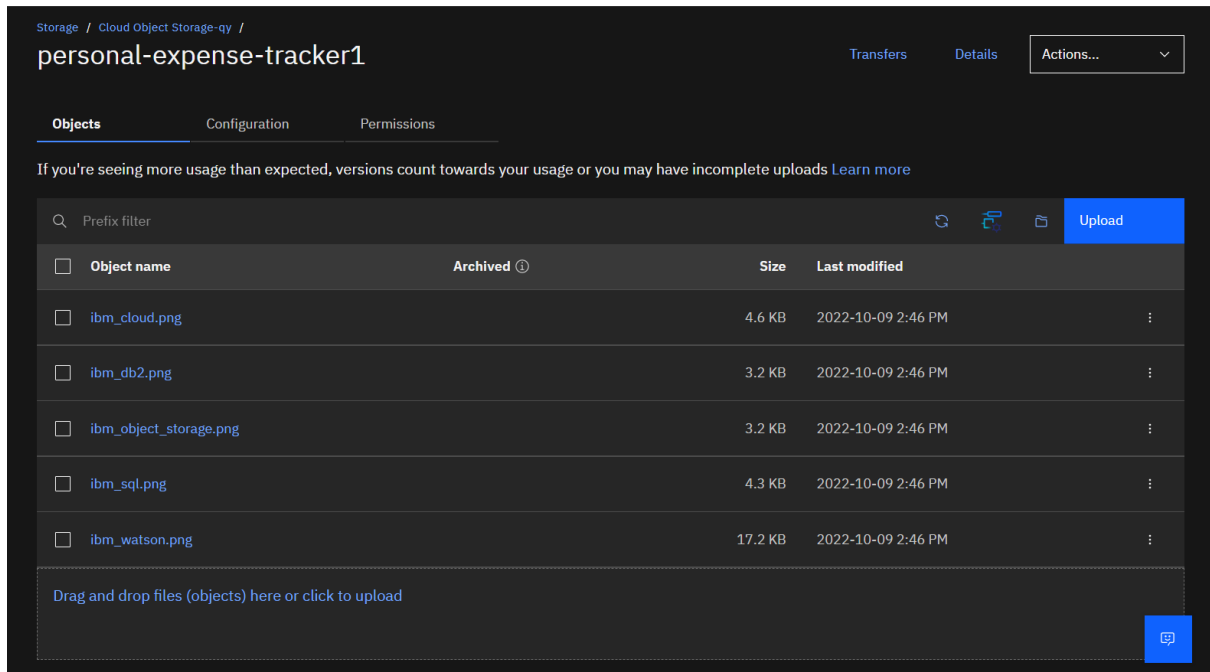 Storage / Cloud Object Storage-qy /
personal-expense-tracker1
Transfers Details Actions...
Objects Configuration Permissions
If you're seeing more usage than expected, versions count towards your usage or you may have incomplete uploads Learn more
Prefix filter Upload
Object name Archived Size Last modified
ibm_cloud.png 4.6 KB 2022-10-09 2:46 PM
ibm_db2.png 3.2 KB 2022-10-09 2:46 PM
ibm_object_storage.png 3.2 KB 2022-10-09 2:46 PM
ibm_sql.png 4.3 KB 2022-10-09 2:46 PM
ibm_watson.png 17.2 KB 2022-10-09 2:46 PM
Drag and drop files (objects) here or click to upload